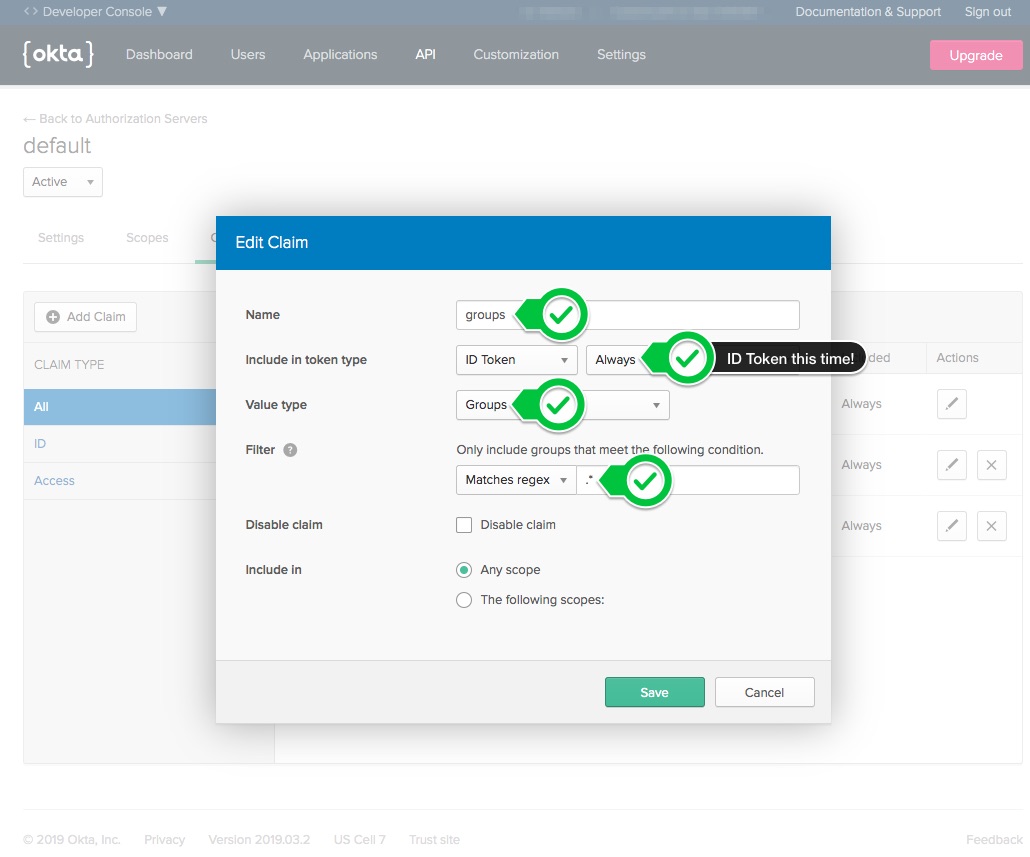 <> Developer Console ▼ Documentation & Support Sign out
{okta} Dashboard Users Applications API Customization Settings Upgrade
← Back to Authorization Servers
default
Active
Settings Scopes C
Edit Claim
Add Claim
CLAIM TYPE
All
ID
Access
Name groups
Include in token type ID Token Always ID Token this time!
Value type Groups
Filter ? Only include groups that meet the following condition.
Matches regex .*
Disable claim Disable claim
Include in Any scope
The following scopes:
Save Cancel
ded Actions
Always
Always
Always
© 2019 Okta, Inc. Privacy Version 2019.03.2 US Cell 7 Trust site Feedback